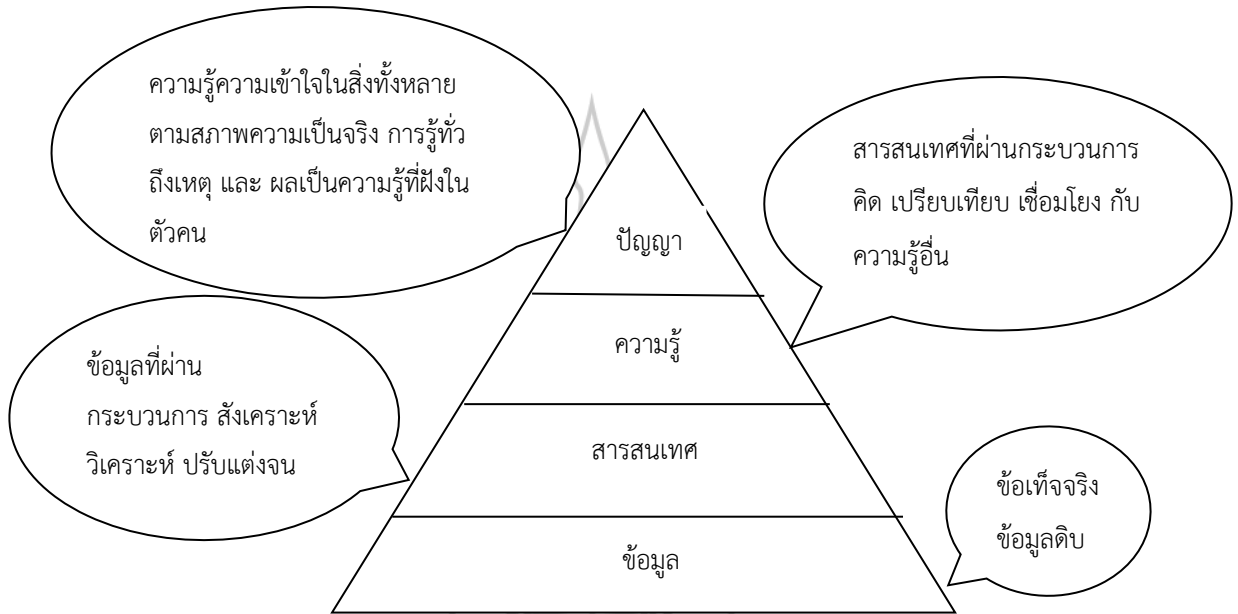 ความรู้ความเข้าใจในสิ่งทั้งหลาย
ตามสภาพความเป็นจริง การรู้ทั่ว
ถึงเหตุ และ ผลเป็นความรู้ที่ฝังใน
ตัวคน
สารสนเทศที่ผ่านกระบวนการ
คิด เปรียบเทียบ เชื่อมโยง กับ
ความรู้อื่น
ปัญญา
ความรู้
ข้อมูลที่ผ่าน
กระบวนการ สังเคราะห์
วิเคราะห์ ปรับแต่งจน
สารสนเทศ
ข้อเท็จจริง
ข้อมูลดิบ
ข้อมูล